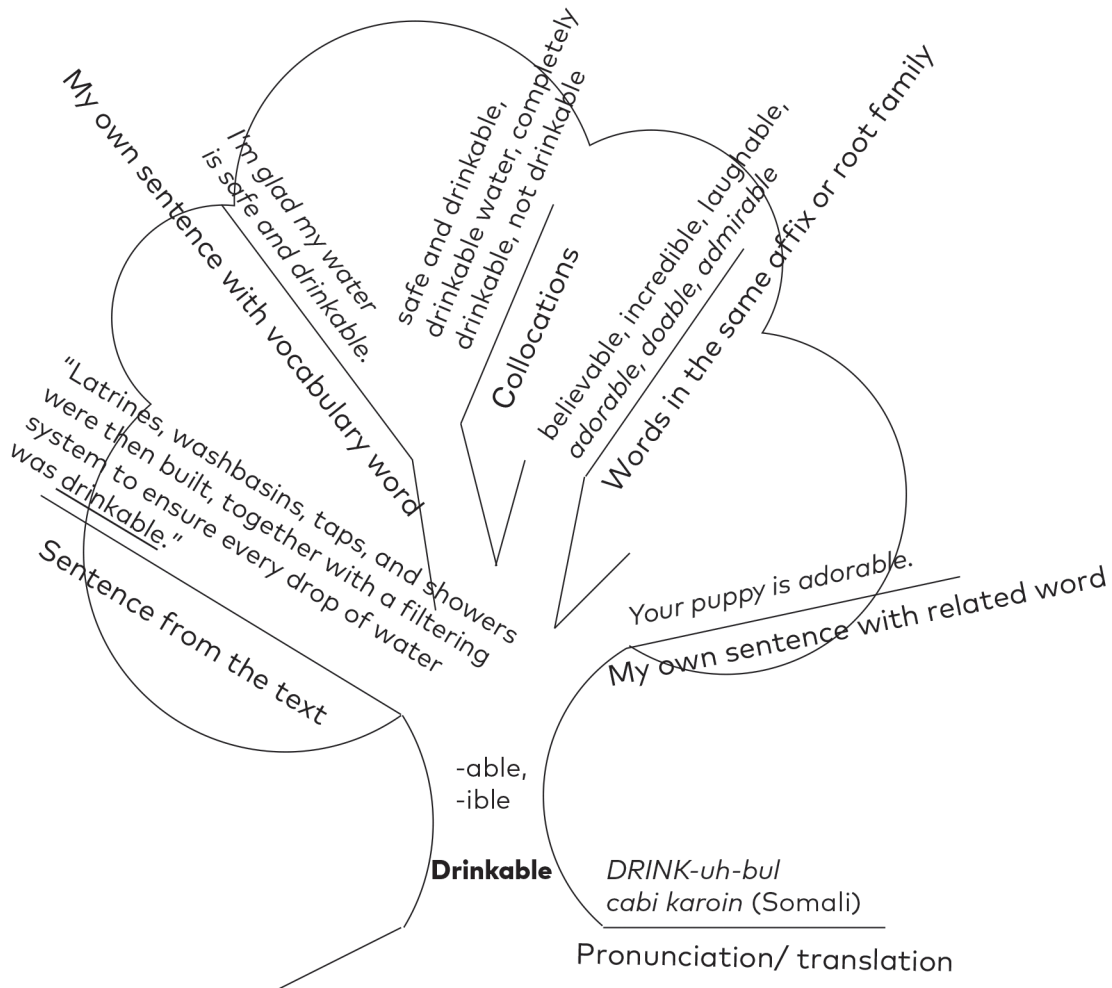 My own sentence with vocabulary word
I'm glad my water
is safe and drinkable.
safe and drinkable,
drinkable water, completely
drinkable, not drinkable
Collocations
believable, incredible, laughable,
adorable, doable, admirable
Words in the same affix or root family
"Latrines, washbasins, taps, and showers
were then built, together with a filtering
system to ensure every drop of water
was drinkable."
Sentence from the text
Your puppy is adorable.
My own sentence with related word
-able,
-ible
Drinkable
DRINK-uh-bul
cabi karoin (Somali)
Pronunciation/ translation